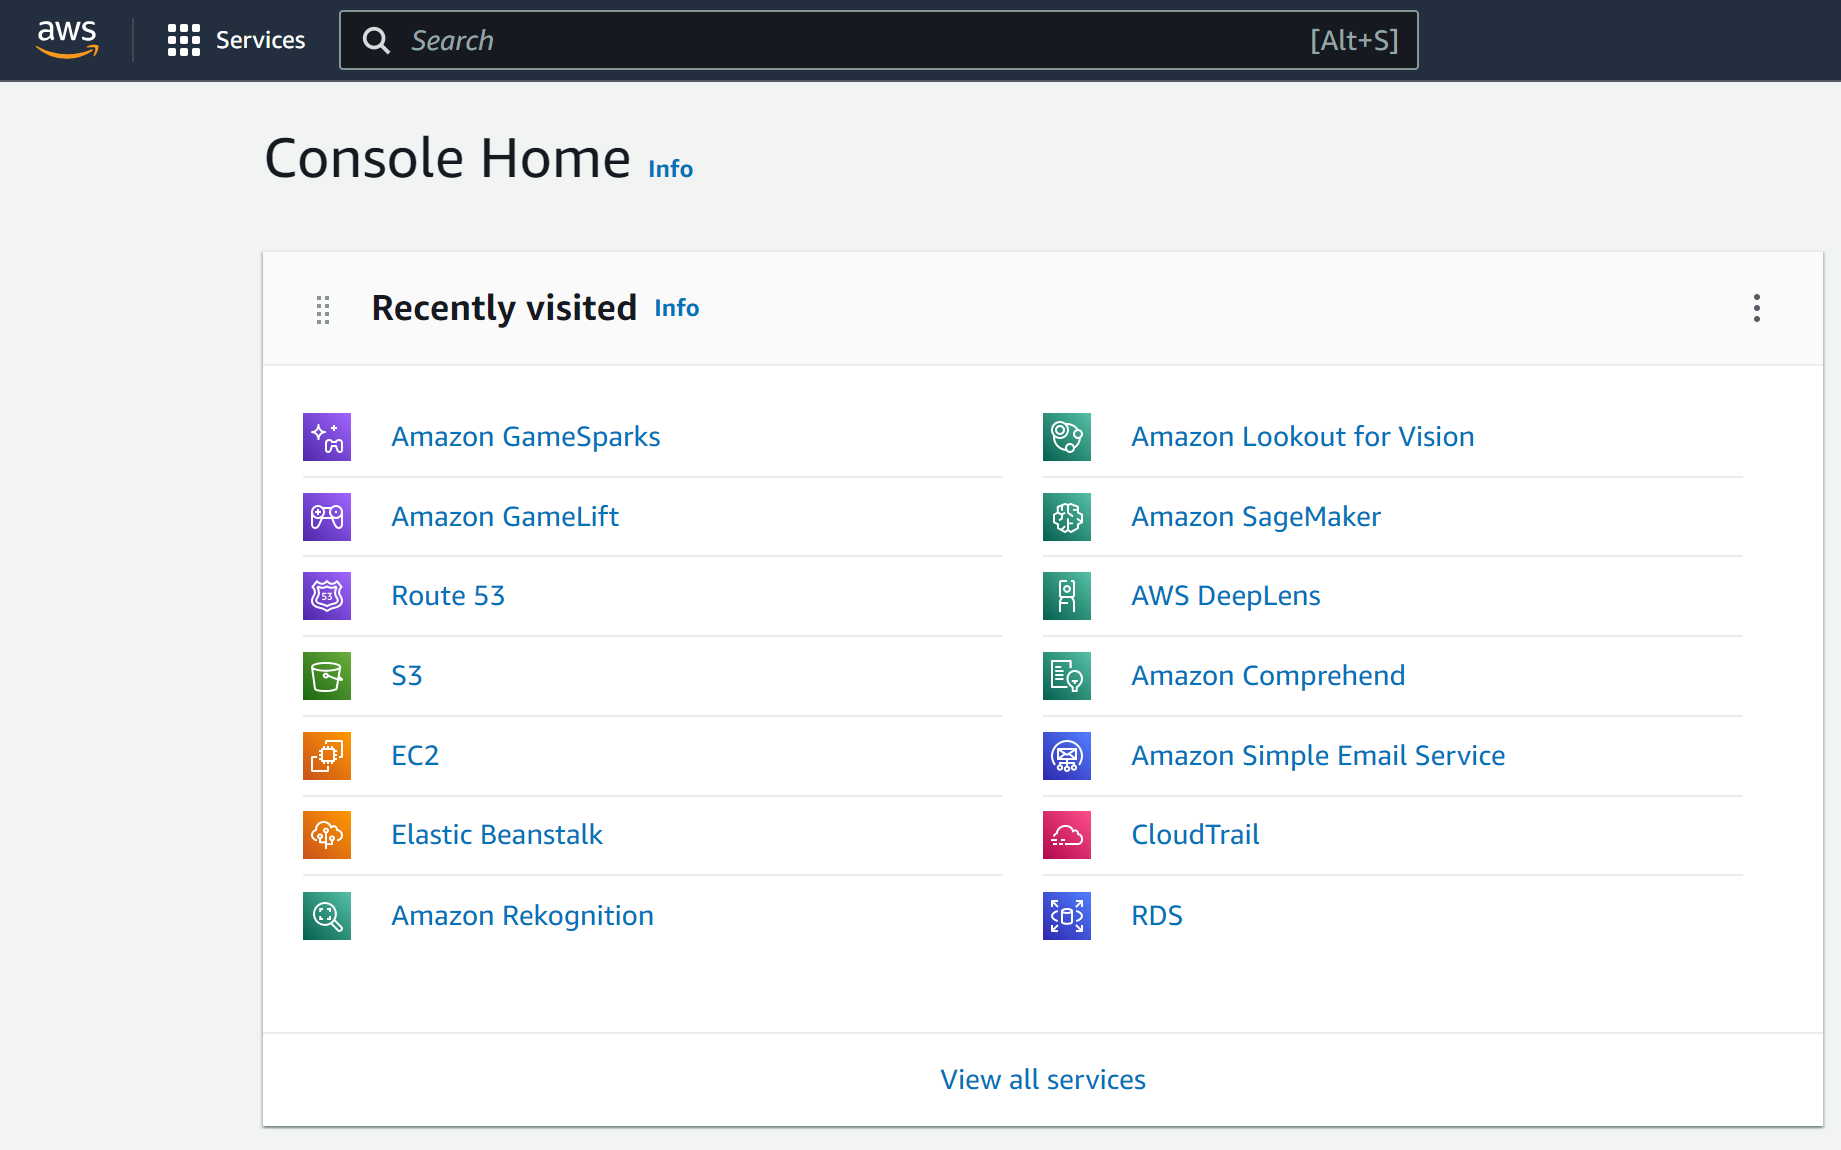 aws Services Search [Alt+S]
Console Home Info
Recently visited Info
Amazon GameSparks
Amazon GameLift
53 Route 53
S3
EC2
Elastic Beanstalk
Amazon Rekognition
Amazon Lookout for Vision
Amazon SageMaker
AWS DeepLens
Amazon Comprehend
Amazon Simple Email Service
CloudTrail
RDS
View all services